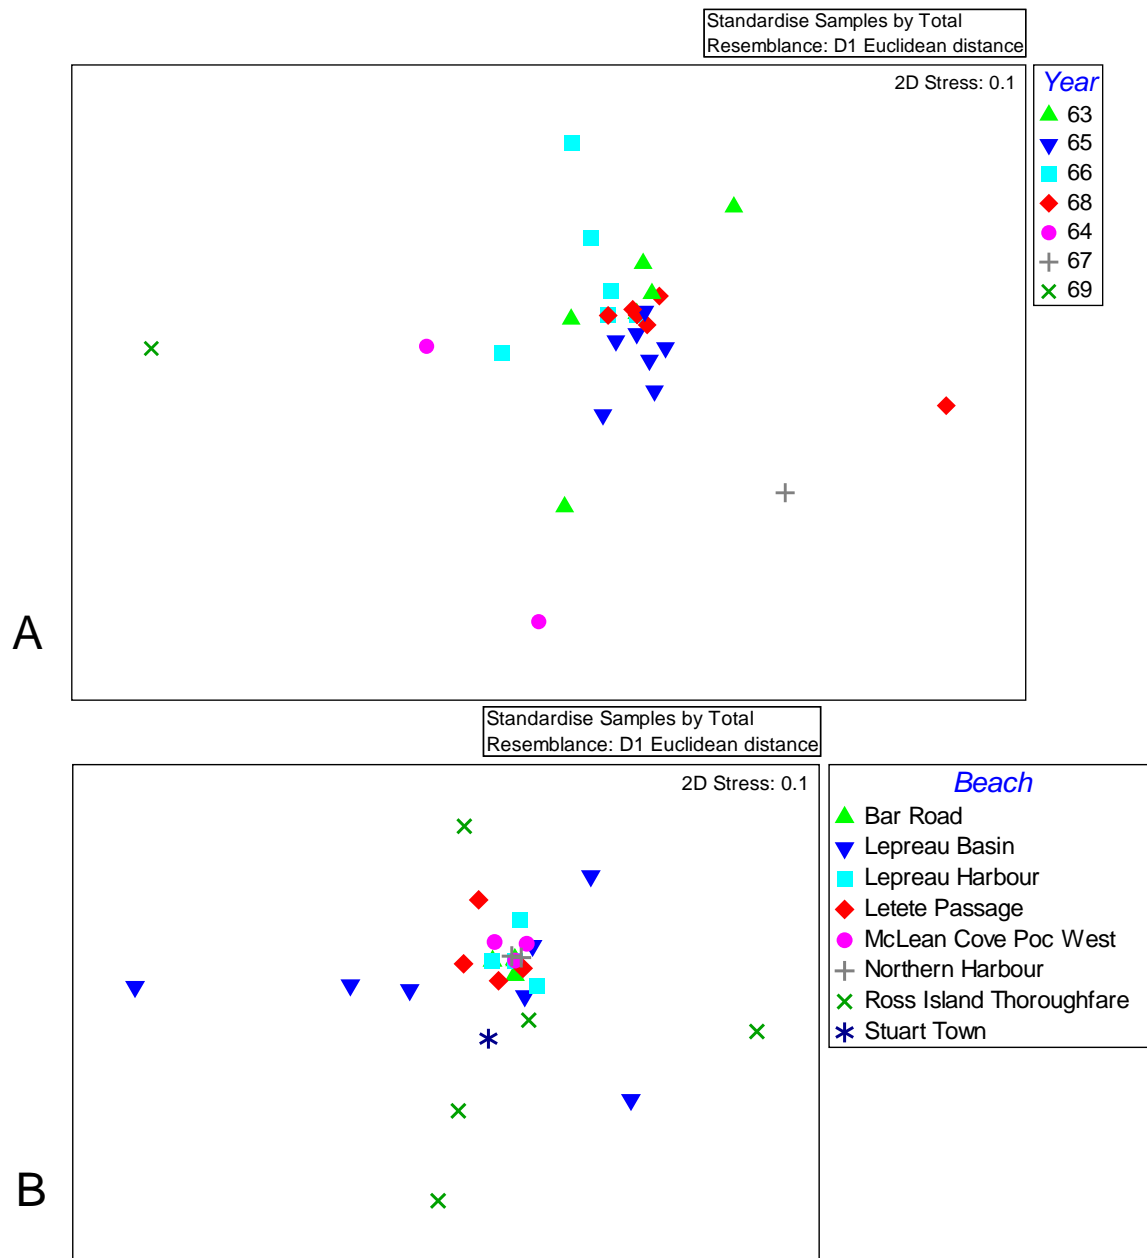 Standardise Samples by Total
Resemblance: D1 Euclidean distance
2D Stress: 0.1
Year
63
65
66
68
64
67
69
A
Standardise Samples by Total
Resemblance: D1 Euclidean distance
2D Stress: 0.1
Beach
Bar Road
Lepreau Basin
Lepreau Harbour
Letete Passage
McLean Cove Poc West
Northern Harbour
Ross Island Thoroughfare
Stuart Town
B